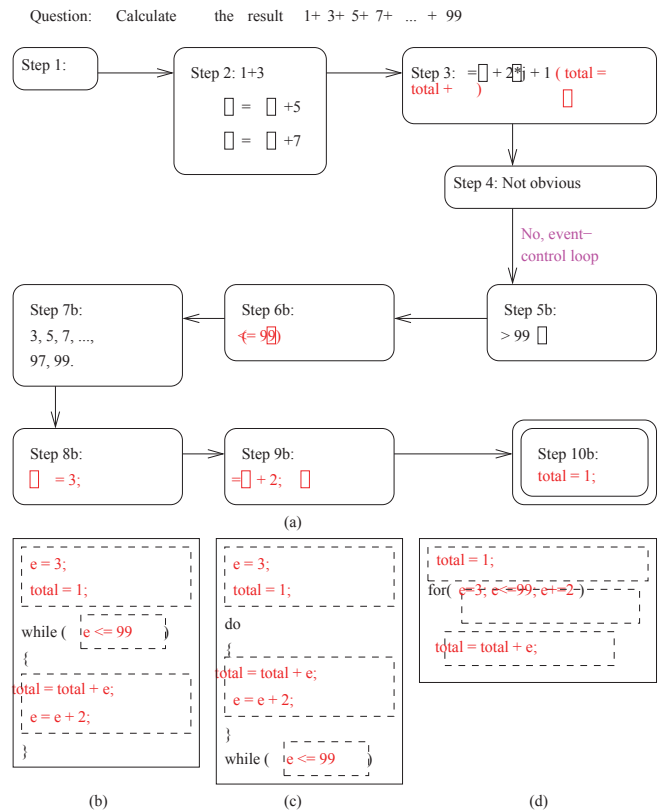 Question: Calculate the result 1+ 3+ 5+ 7+ ... + 99
Step 1:
Step 2: 1+3
= +5
= +7
Step 3: = + 2*j + 1 ( total =
total + )
Step 4: Not obvious
No, event−
control loop
Step 5b:
> 99
Step 6b:
(<= 99)
Step 7b:
3, 5, 7, ...,
97, 99.
Step 8b:
= 3;
Step 9b:
= + 2;
Step 10b:
total = 1;
(a)
e = 3;
total = 1;
while ( e <= 99 )
{
total = total + e;
e = e + 2;
}
(b)
e = 3;
total = 1;
do
{
total = total + e;
e = e + 2;
}
while ( e <= 99 )
(c)
total = 1;
for( e=3; e<=99; e+=2 )
total = total + e;
(d)